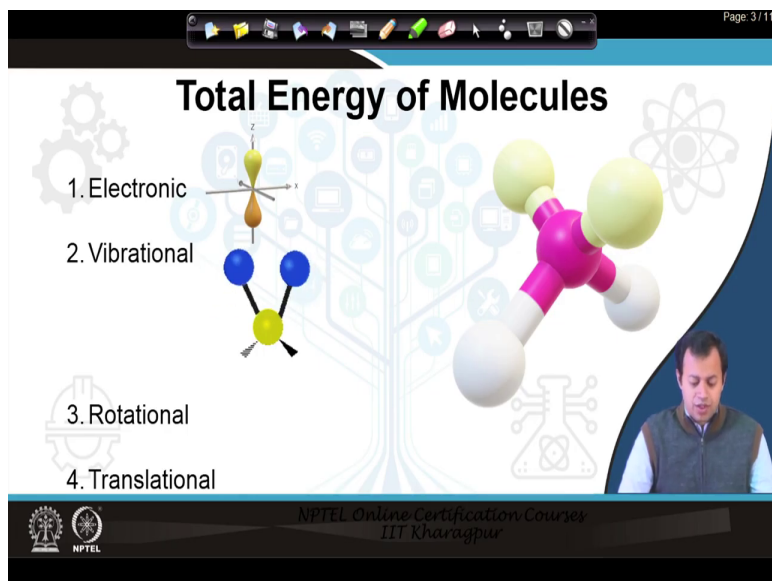 Page: 3 / 11
Total Energy of Molecules
z
x
1. Electronic
2. Vibrational
3. Rotational
4. Translational
NPTEL
NPTEL Online Certification Courses
IIT Kharagpur